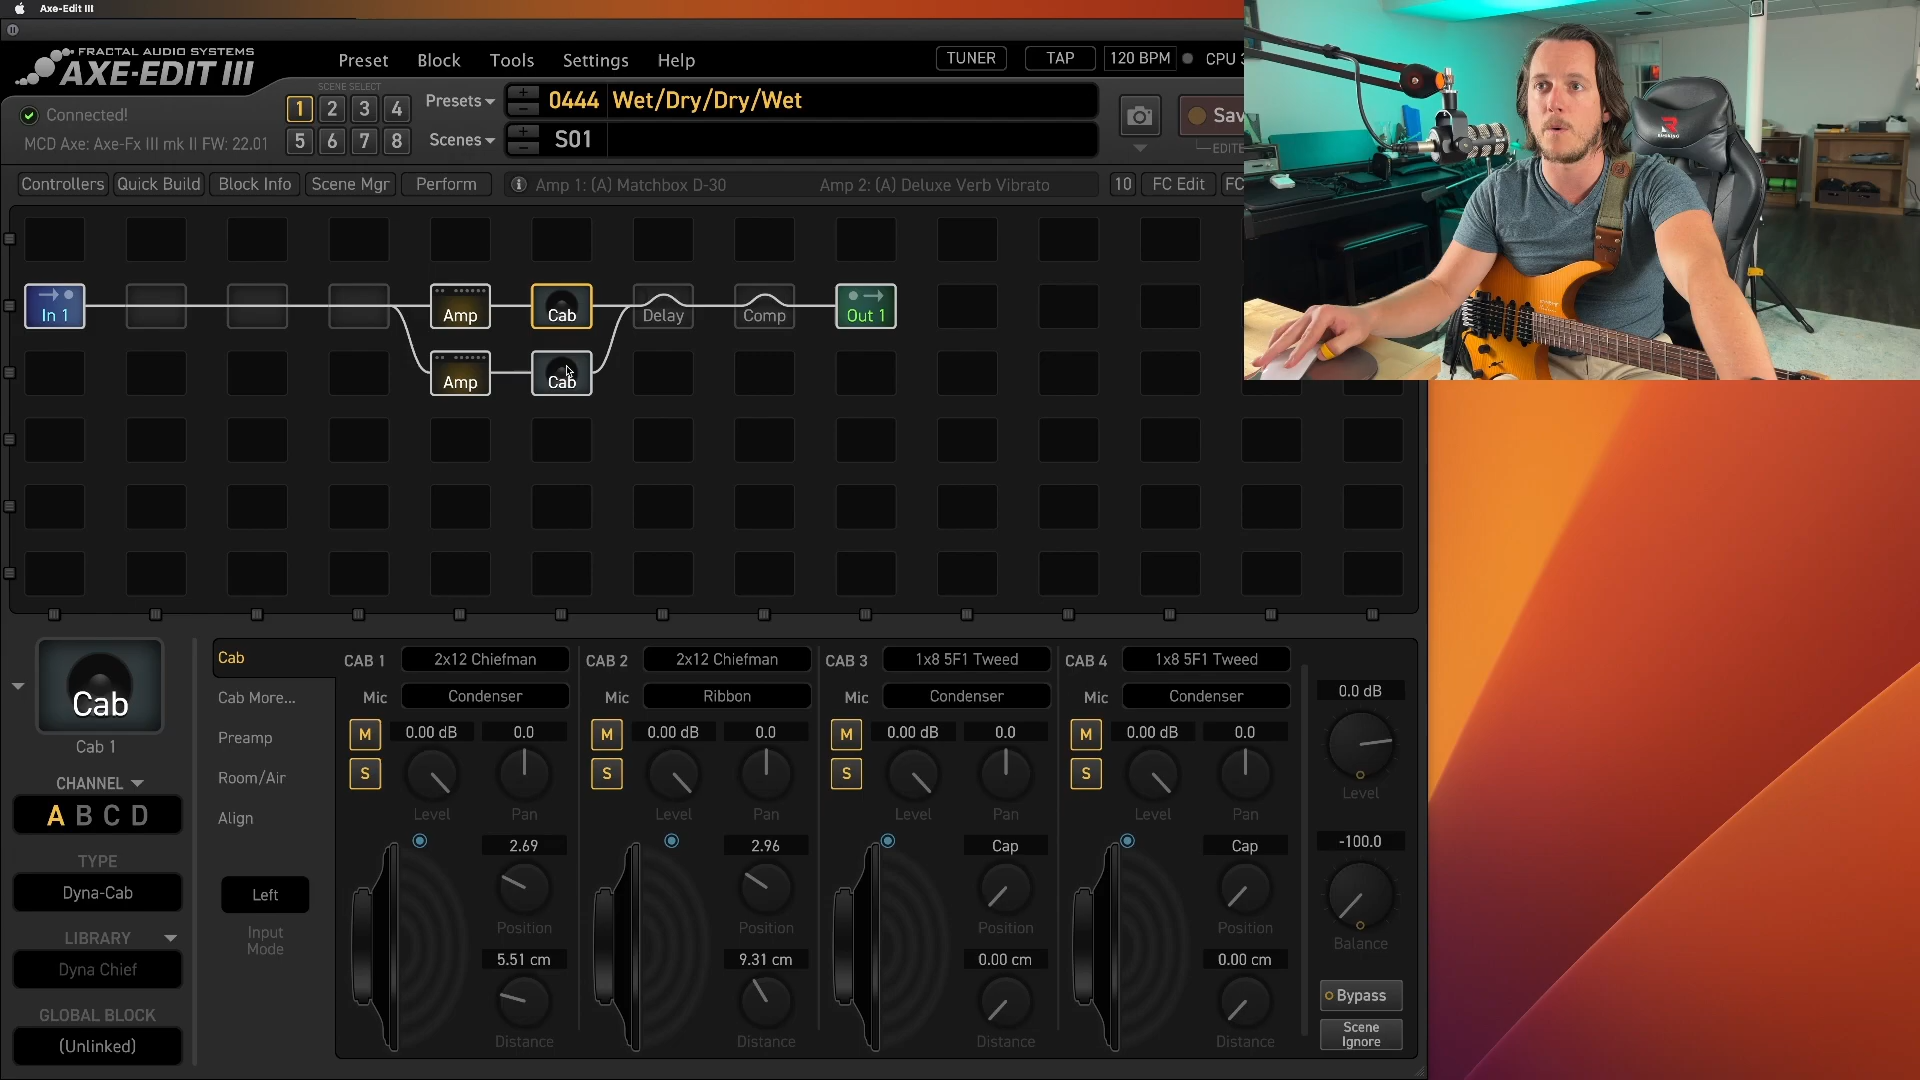 Axe-Edit III
FRACTAL AUDIO SYSTEMS
AXE-EDIT III
Preset
Block
Tools
Settings
Help
TUNER
TAP
120 BPM
CPU
Connected!
MCD Axe: Axe-Fx III mk II FW: 22.01
SCENE SELECT
1 2 3 4
5 6 7 8
Presets
0444 Wet/Dry/Dry/Wet
Scenes
S01
Controllers
Quick Build
Block Info
Scene Mgr
Perform
Amp 1: (A) Matchbox D-30
Amp 2: (A) Deluxe Verb Vibrato
10
FC Edit
In 1
Amp
Cab
Delay
Comp
Out 1
Amp
Cab
Cab
Cab 1
CHANNEL
A B C D
TYPE
Dyna-Cab
LIBRARY
Dyna Chief
GLOBAL BLOCK
(Unlinked)
Cab
Cab More...
Preamp
Room/Air
Align
Left
Input
Mode
CAB 1
2x12 Chiefman
Mic
Condenser
M
S
0.00 dB
Level
0.0
Pan
2.69
Position
5.51 cm
Distance
CAB 2
2x12 Chiefman
Mic
Ribbon
M
S
0.00 dB
Level
0.0
Pan
2.96
Position
9.31 cm
Distance
CAB 3
1x8 5F1 Tweed
Mic
Condenser
M
S
0.00 dB
Level
0.0
Pan
Cap
Position
0.00 cm
Distance
CAB 4
1x8 5F1 Tweed
Mic
Condenser
M
S
0.00 dB
Level
0.0
Pan
Cap
Position
0.00 cm
Distance
0.0 dB
Level
-100.0
Balance
Bypass
Scene
Ignore